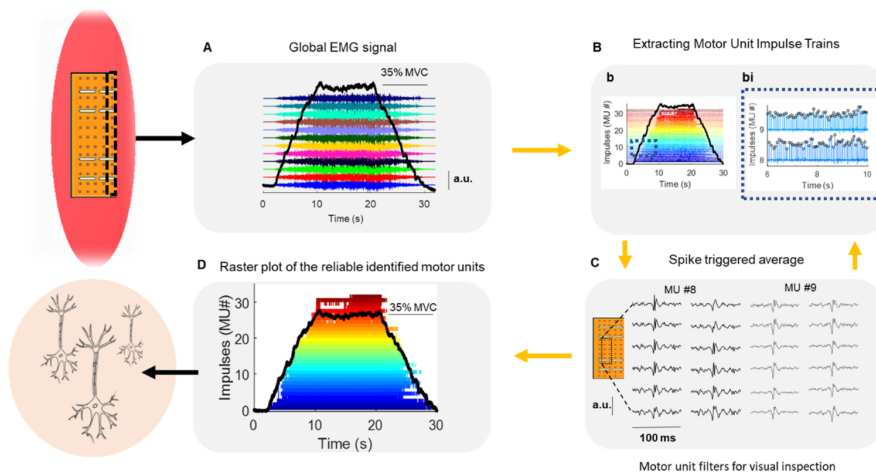 A
Global EMG signal
35% MVC
a.u.
0 10 20 30
Time (s)
B
Extracting Motor Unit Impulse Trains
b
Impulses (MU #)
30
20
10
0
0 10 20 30
Time (s)
bi
Impulses (MU #)
9
8
6 8 10
Time (s)
C
Spike triggered average
MU #8
MU #9
a.u.
100 ms
Motor unit filters for visual inspection
D
Raster plot of the reliable identified motor units
35% MVC
Impulses (MU#)
30
20
10
0
0 10 20 30
Time (s)